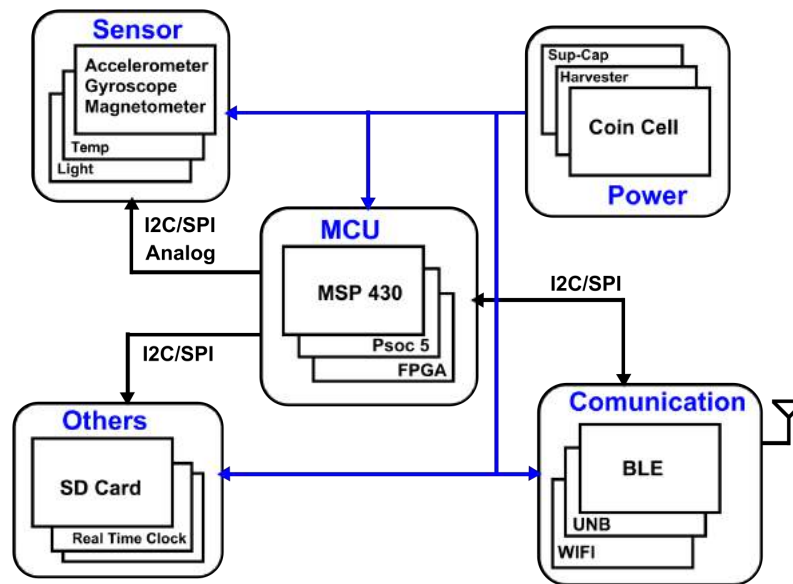 Sensor
Accelerometer
Gyroscope
Magnetometer
Temp
Light
Sup-Cap
Harvester
Coin Cell
Power
I2C/SPI
Analog
MCU
MSP 430
Psoc 5
FPGA
I2C/SPI
I2C/SPI
Others
SD Card
Real Time Clock
Comunication
BLE
UNB
WIFI